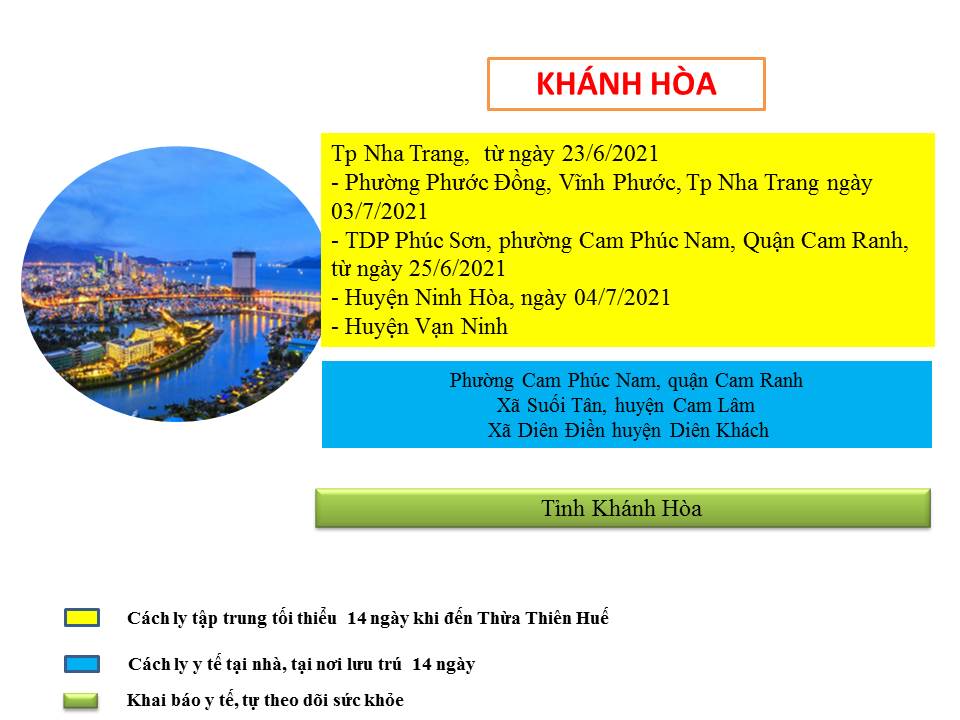 KHÁNH HÒA
Tp Nha Trang, từ ngày 23/6/2021
- Phường Phước Đồng, Vĩnh Phước, Tp Nha Trang ngày
03/7/2021
- TDP Phúc Sơn, phường Cam Phúc Nam, Quận Cam Ranh,
từ ngày 25/6/2021
- Huyện Ninh Hòa, ngày 04/7/2021
- Huyện Vạn Ninh
Phường Cam Phúc Nam, quận Cam Ranh
Xã Suối Tân, huyện Cam Lâm
Xã Diên Điền huyện Diên Khách
Tỉnh Khánh Hòa
Cách ly tập trung tối thiểu 14 ngày khi đến Thừa Thiên Huế
Cách ly y tế tại nhà, tại nơi lưu trú 14 ngày
Khai báo y tế, tự theo dõi sức khỏe